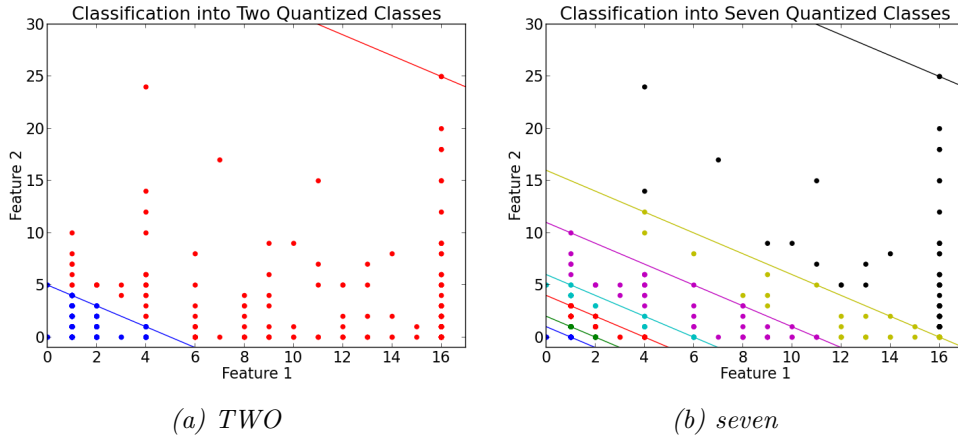 Classification into Two Quantized Classes
30
25
20
15
10
5
0
Feature 2
0 2 4 6 8 10 12 14 16
Feature 1
(a) TWO
Classification into Seven Quantized Classes
30
25
20
15
10
5
0
Feature 2
0 2 4 6 8 10 12 14 16
Feature 1
(b) seven